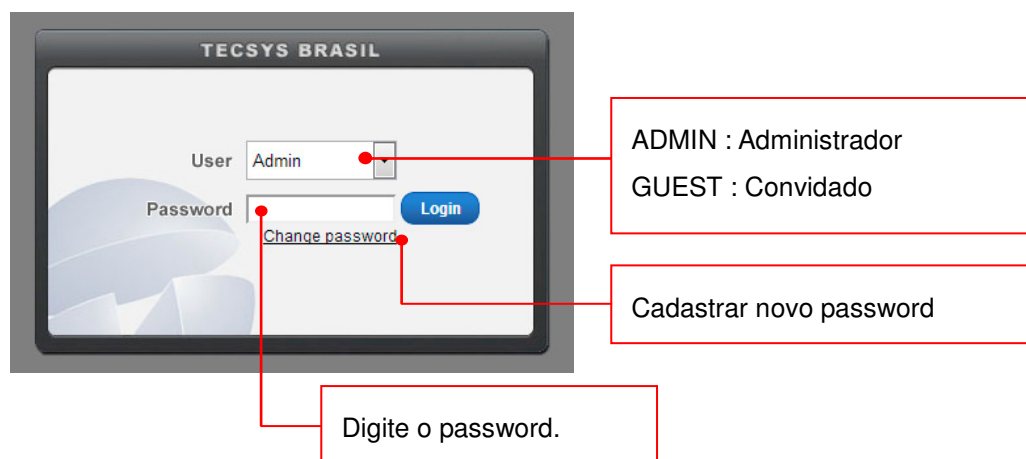 TECSYS BRASIL
User
Admin
Password
Login
Change password
ADMIN : Administrador
GUEST : Convidado
Cadastrar novo password
Digite o password.